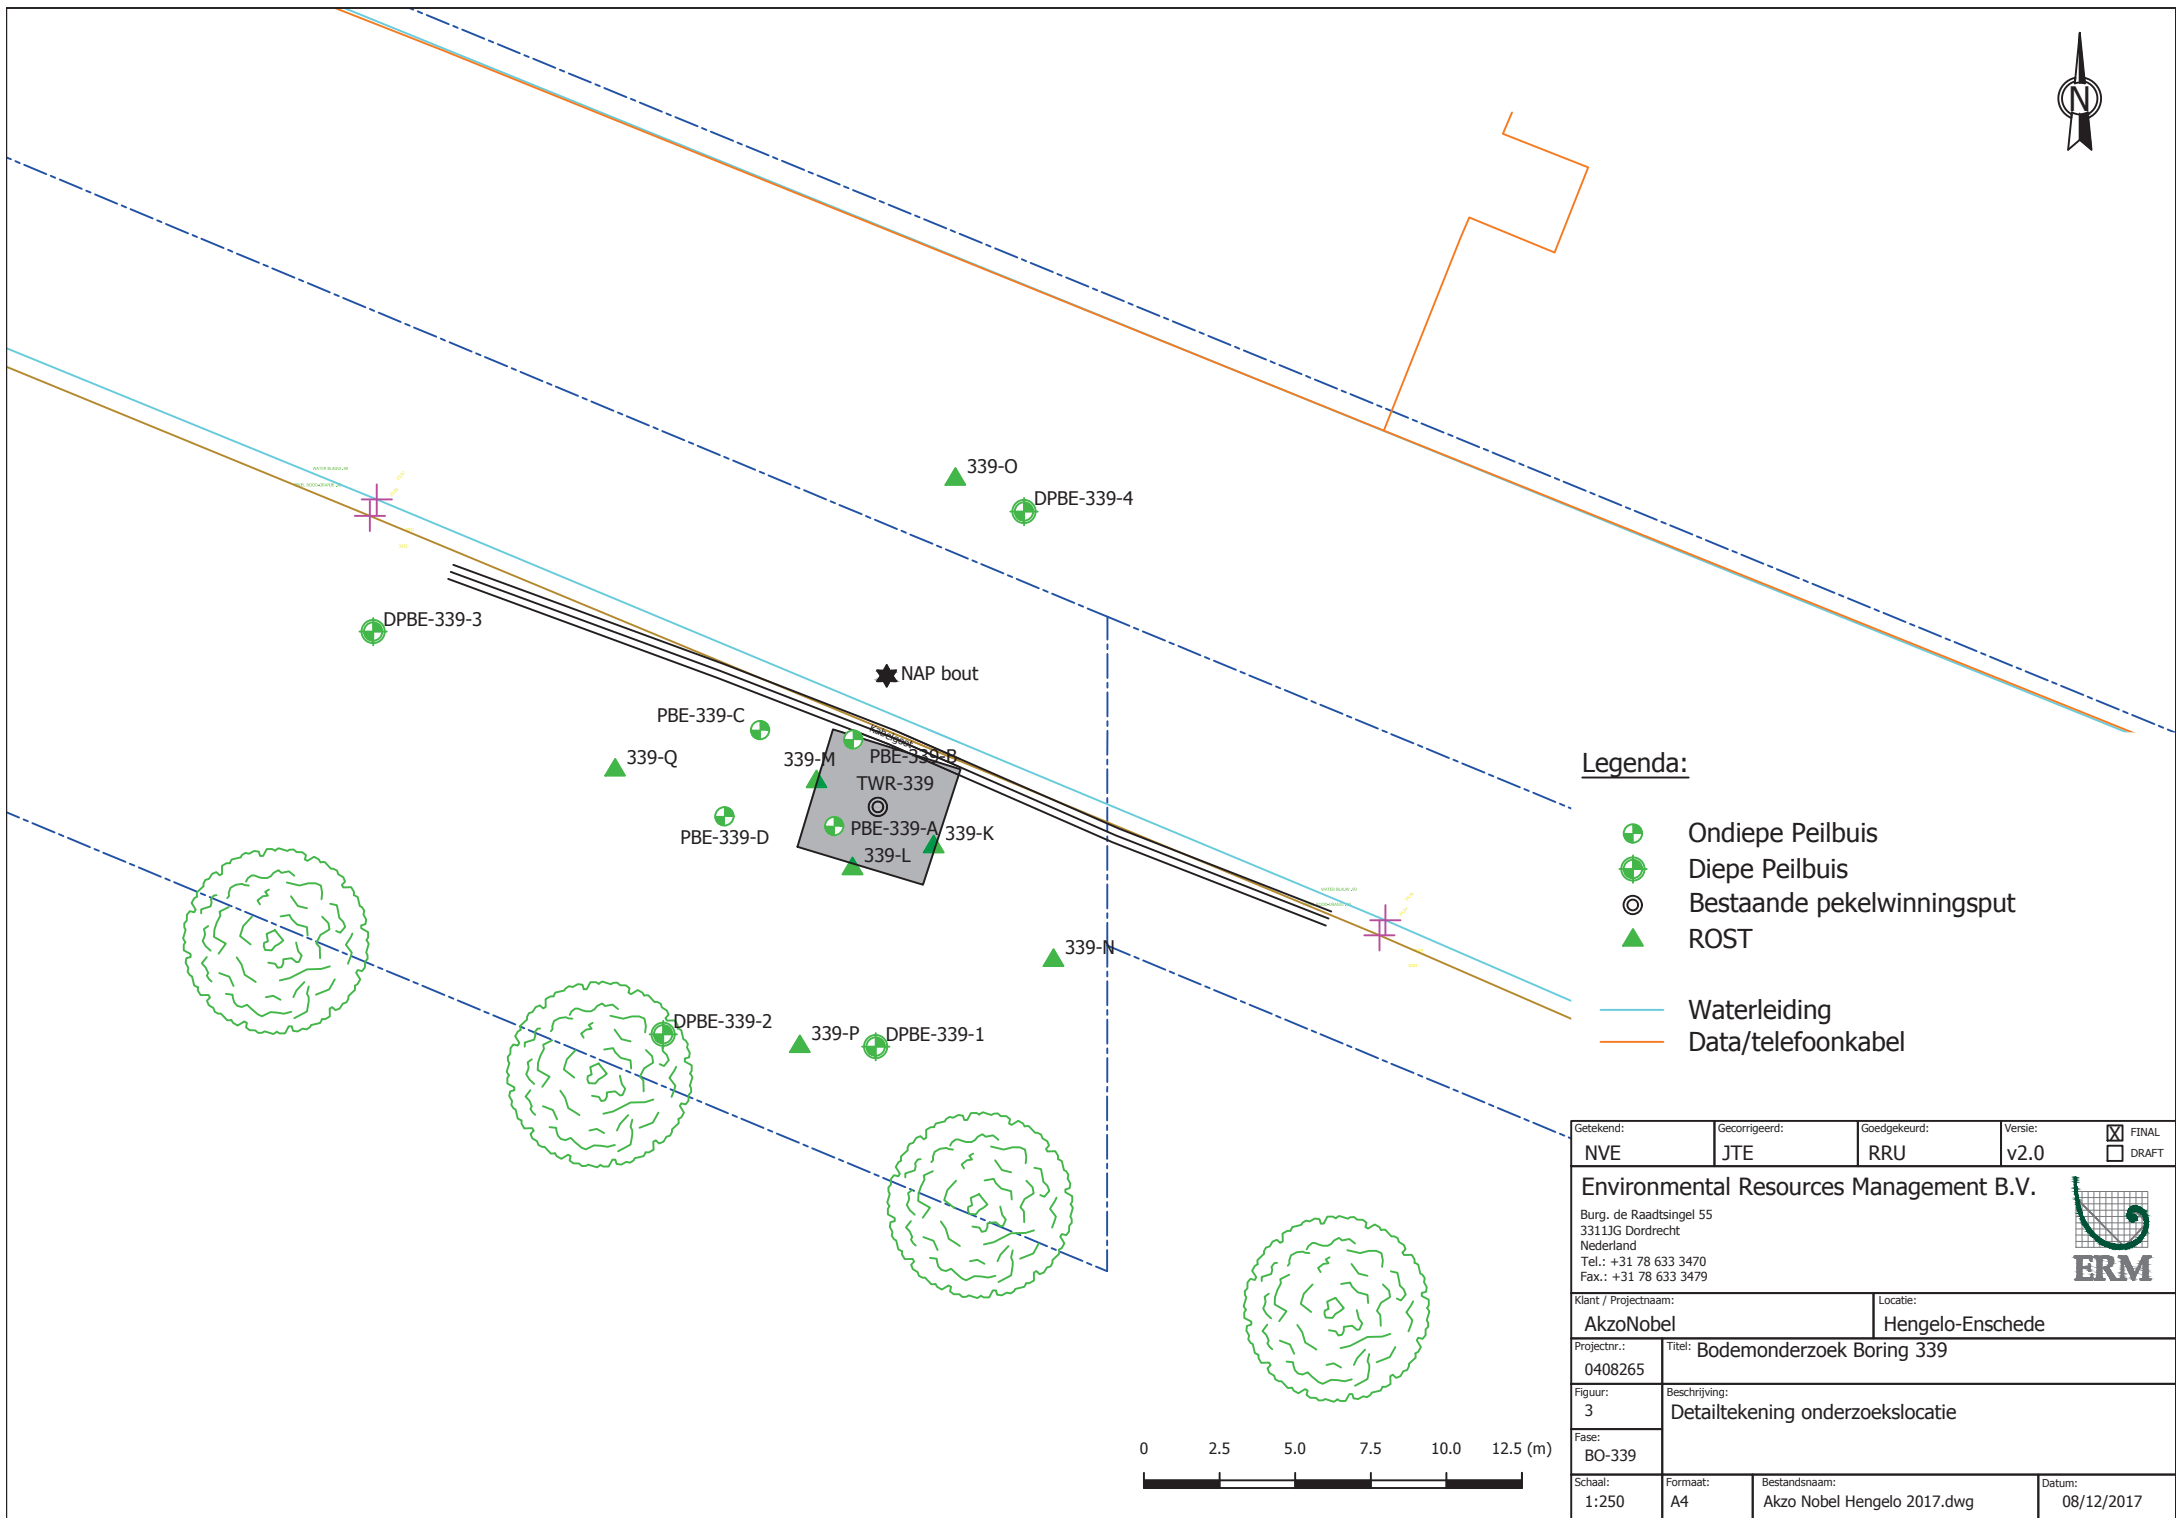 N
339-O
DPBE-339-4
DPBE-339-3
NAP bout
PBE-339-C
Kabelgoot
PBE-339-B
339-Q
339-M
TWR-339
PBE-339-D
PBE-339-A
339-K
339-L
339-N
DPBE-339-2
339-P
DPBE-339-1
Legenda:
Ondiepe Peilbuis
Diepe Peilbuis
Bestaande pekelwinningsput
ROST
Waterleiding
Data/telefoonkabel
0 2.5 5.0 7.5 10.0 12.5 (m)
Getekend: Gecorrigeerd: Goedgekeurd: Versie:
NVE JTE RRU v2.0
X FINAL
DRAFT
Environmental Resources Management B.V.
Burg. de Raadtsingel 55
3311JG Dordrecht
Nederland
Tel.: +31 78 633 3470
Fax.: +31 78 633 3479
ERM
Klant / Projectnaam: Locatie:
AkzoNobel Hengelo-Enschede
Projectnr.: Titel: Bodemonderzoek Boring 339
0408265
Figuur: Beschrijving:
3 Detailtekening onderzoekslocatie
Fase:
BO-339
Schaal: Formaat: Bestandsnaam: Datum:
1:250 A4 Akzo Nobel Hengelo 2017.dwg 08/12/2017